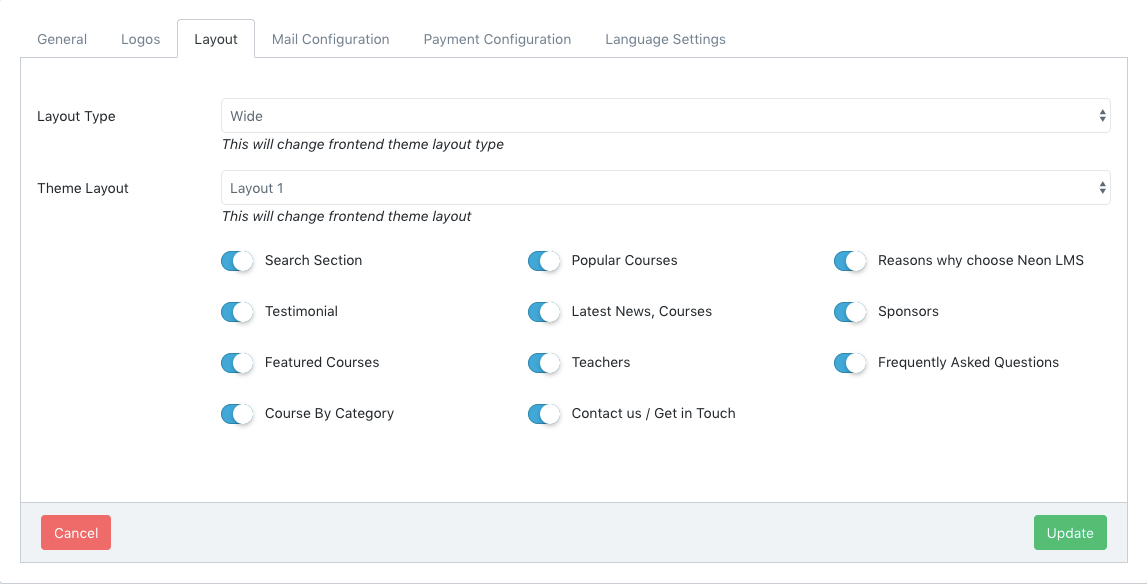 General Logos Layout Mail Configuration Payment Configuration Language Settings
Layout Type Wide
This will change frontend theme layout type
Theme Layout Layout 1
This will change frontend theme layout
Search Section Popular Courses Reasons why choose Neon LMS
Testimonial Latest News, Courses Sponsors
Featured Courses Teachers Frequently Asked Questions
Course By Category Contact us / Get in Touch
Cancel Update